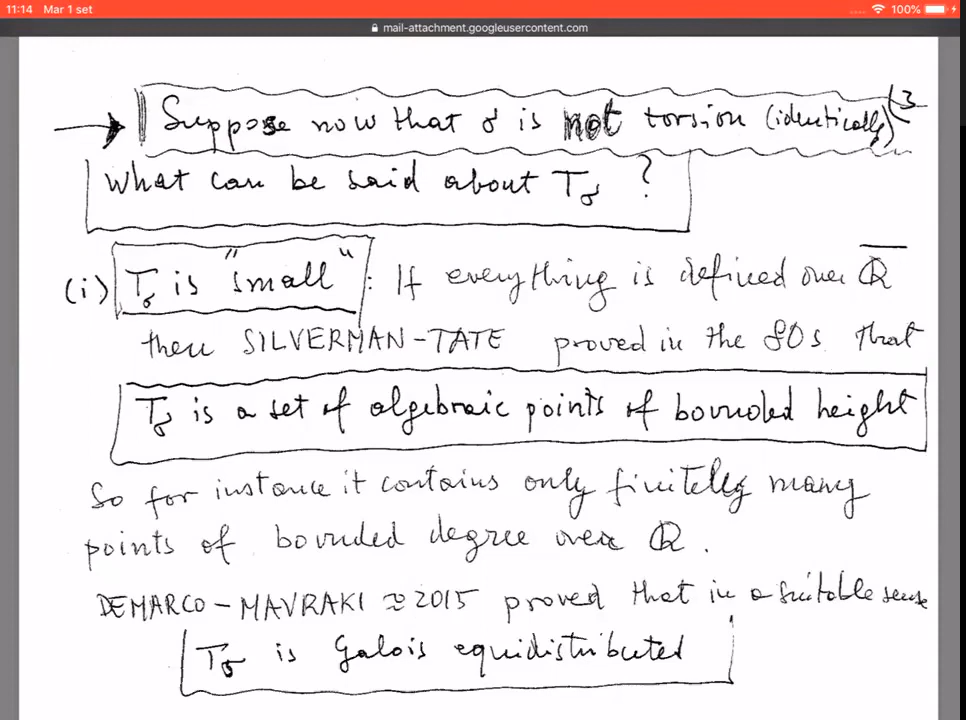 11:14 Mar 1 set 100%
mail-attachment.googleusercontent.com
3
Suppose now that σ is not torsion (identically)
What can be said about Tσ ?
(i) Tσ is "small" : If everything is defined over Q̅
then SILVERMAN-TATE proved in the 80s that
Tσ is a set of algebraic points of bounded height
So for instance it contains only finitely many
points of bounded degree over Q.
DEMARCO-MAVRAKI ≈ 2015 proved that in a suitable sense
Tσ is Galois equidistributed